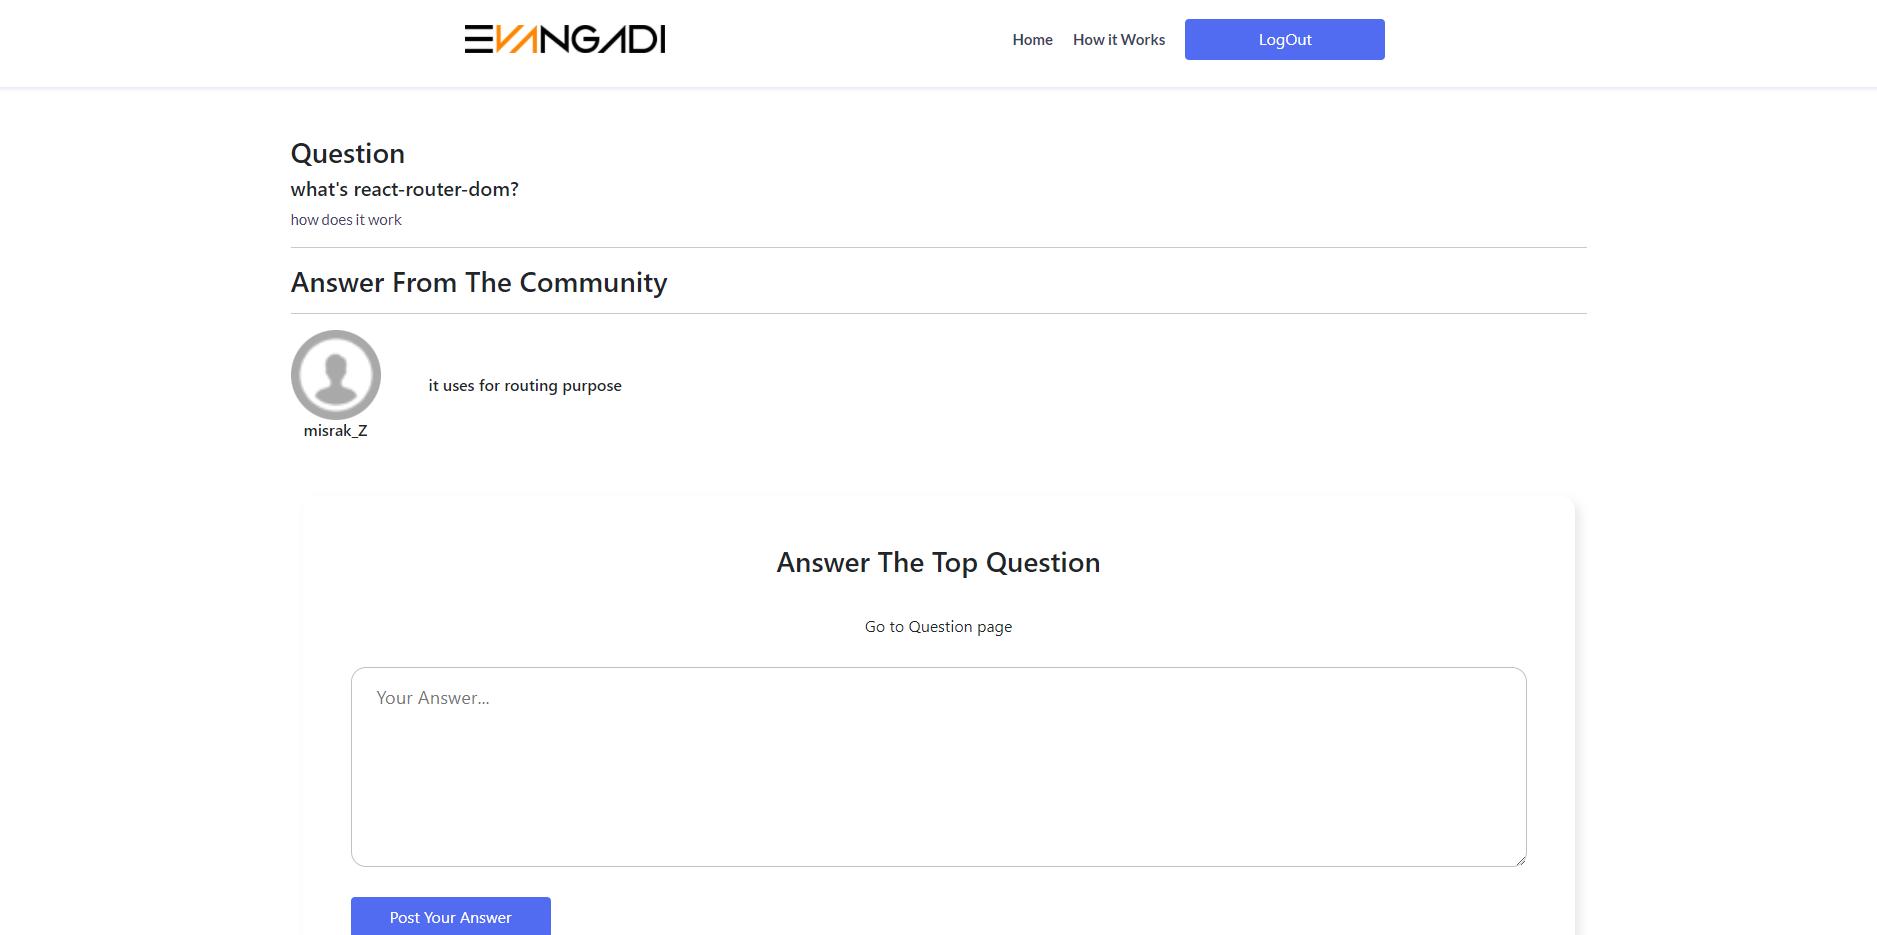 EVANGADI
Home How it Works LogOut
Question
what's react-router-dom?
how does it work
Answer From The Community
it uses for routing purpose
misrak_Z
Answer The Top Question
Go to Question page
Your Answer...
Post Your Answer